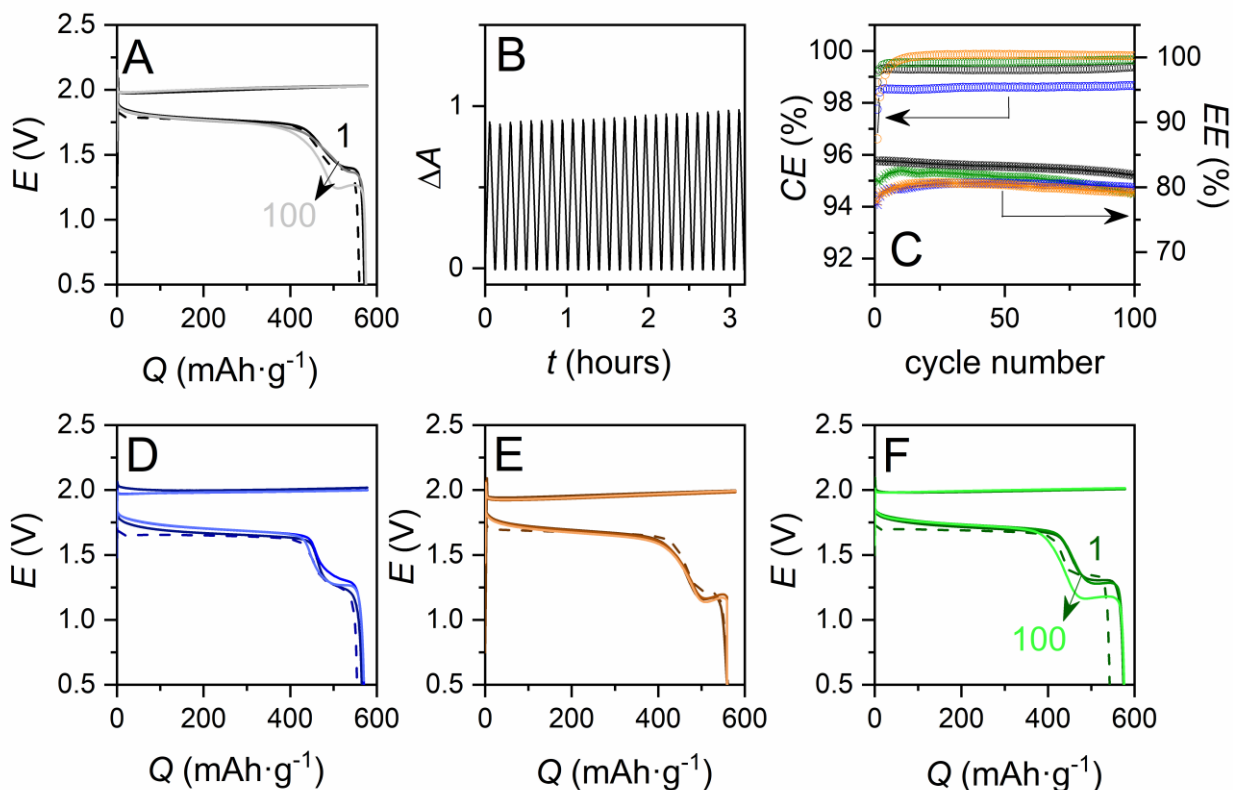 A
2.5
2.0
1.5
1.0
0.5
E (V)
1
100
0 200 400 600
Q (mAh·g⁻¹)
B
1
0
ΔA
0 1 2 3
t (hours)
C
100
98
96
94
92
CE (%)
100
90
80
70
EE (%)
0 50 100
cycle number
D
2.5
2.0
1.5
1.0
0.5
E (V)
0 200 400 600
Q (mAh·g⁻¹)
E
2.5
2.0
1.5
1.0
0.5
E (V)
0 200 400 600
Q (mAh·g⁻¹)
F
2.5
2.0
1.5
1.0
0.5
E (V)
1
100
0 200 400 600
Q (mAh·g⁻¹)